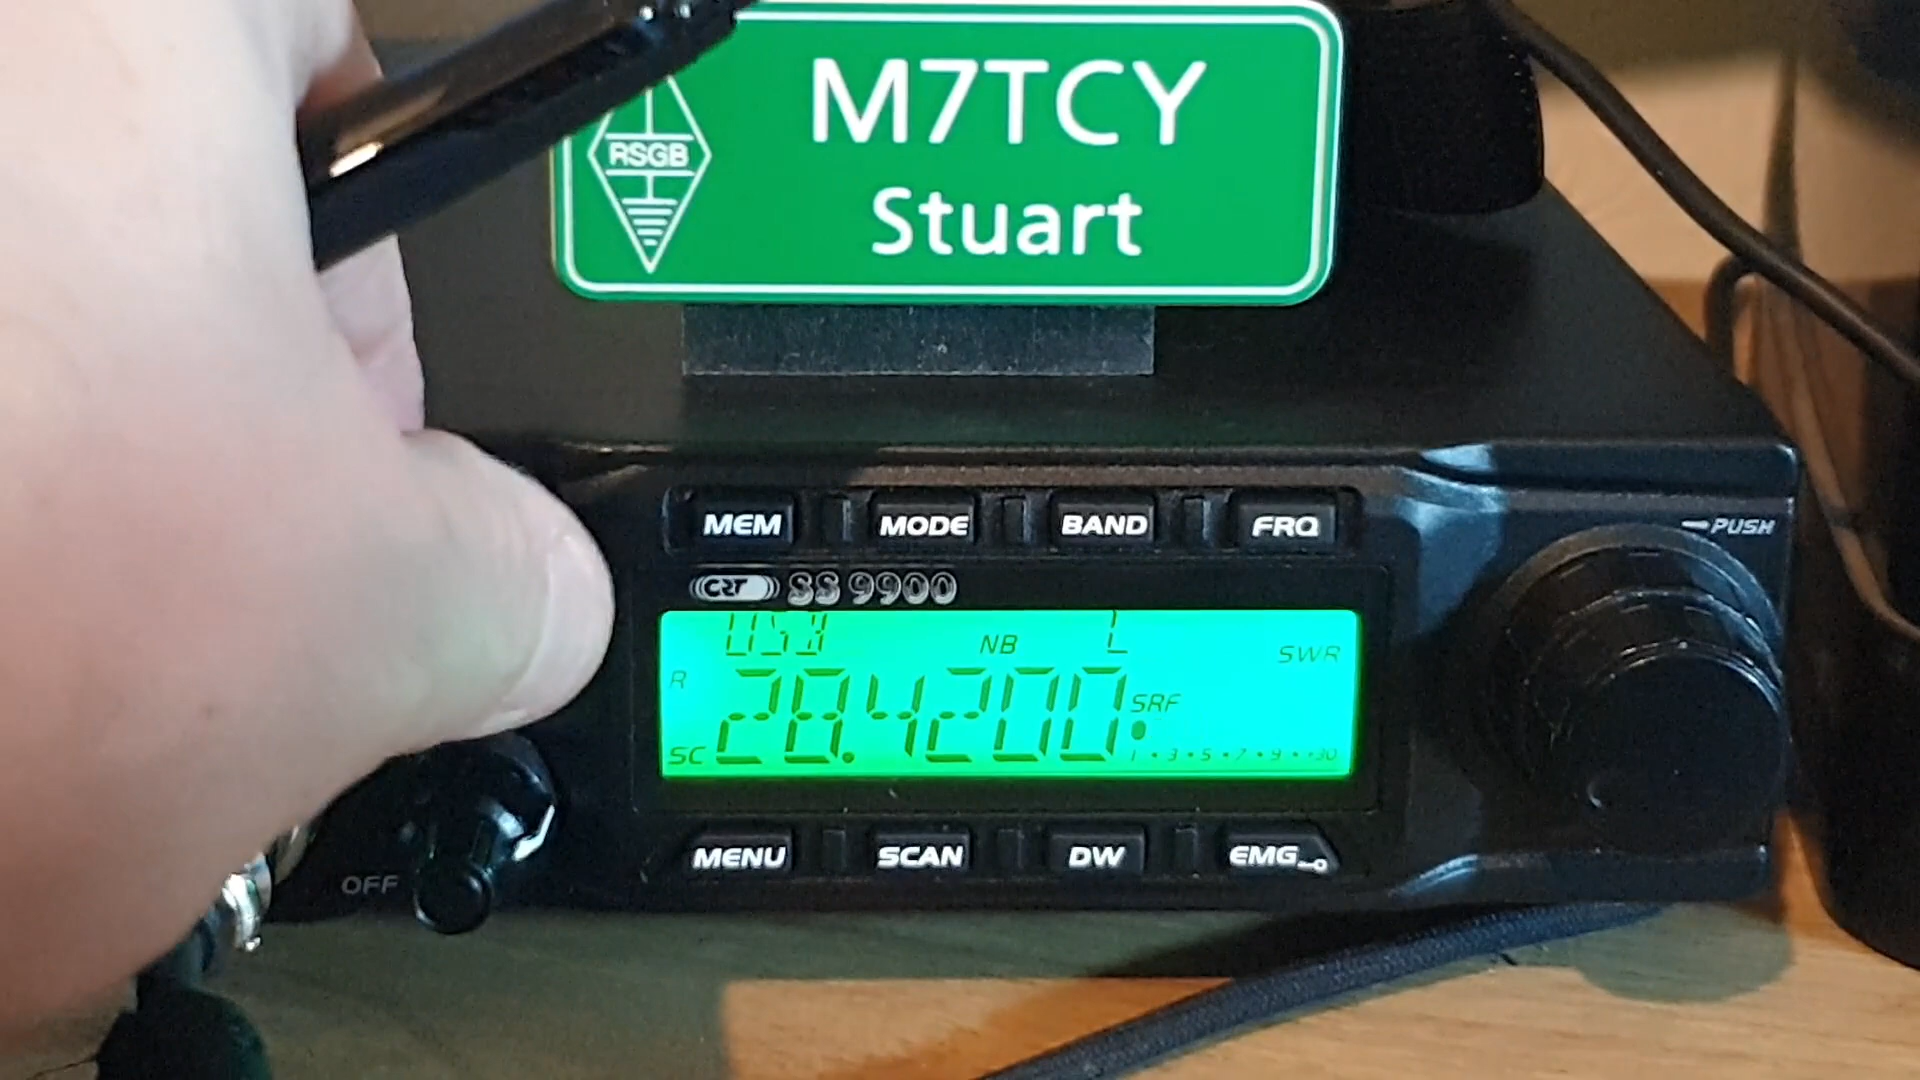 M7TCY
RSGB
Stuart
MEM MODE BAND FRQ
PUSH
CRT SS 9900
USB NB L SWR
R 28.4200 SRF
SC 1 • 3 • 5 • 7 • 9 • •30
MENU SCAN DW EMG
OFF